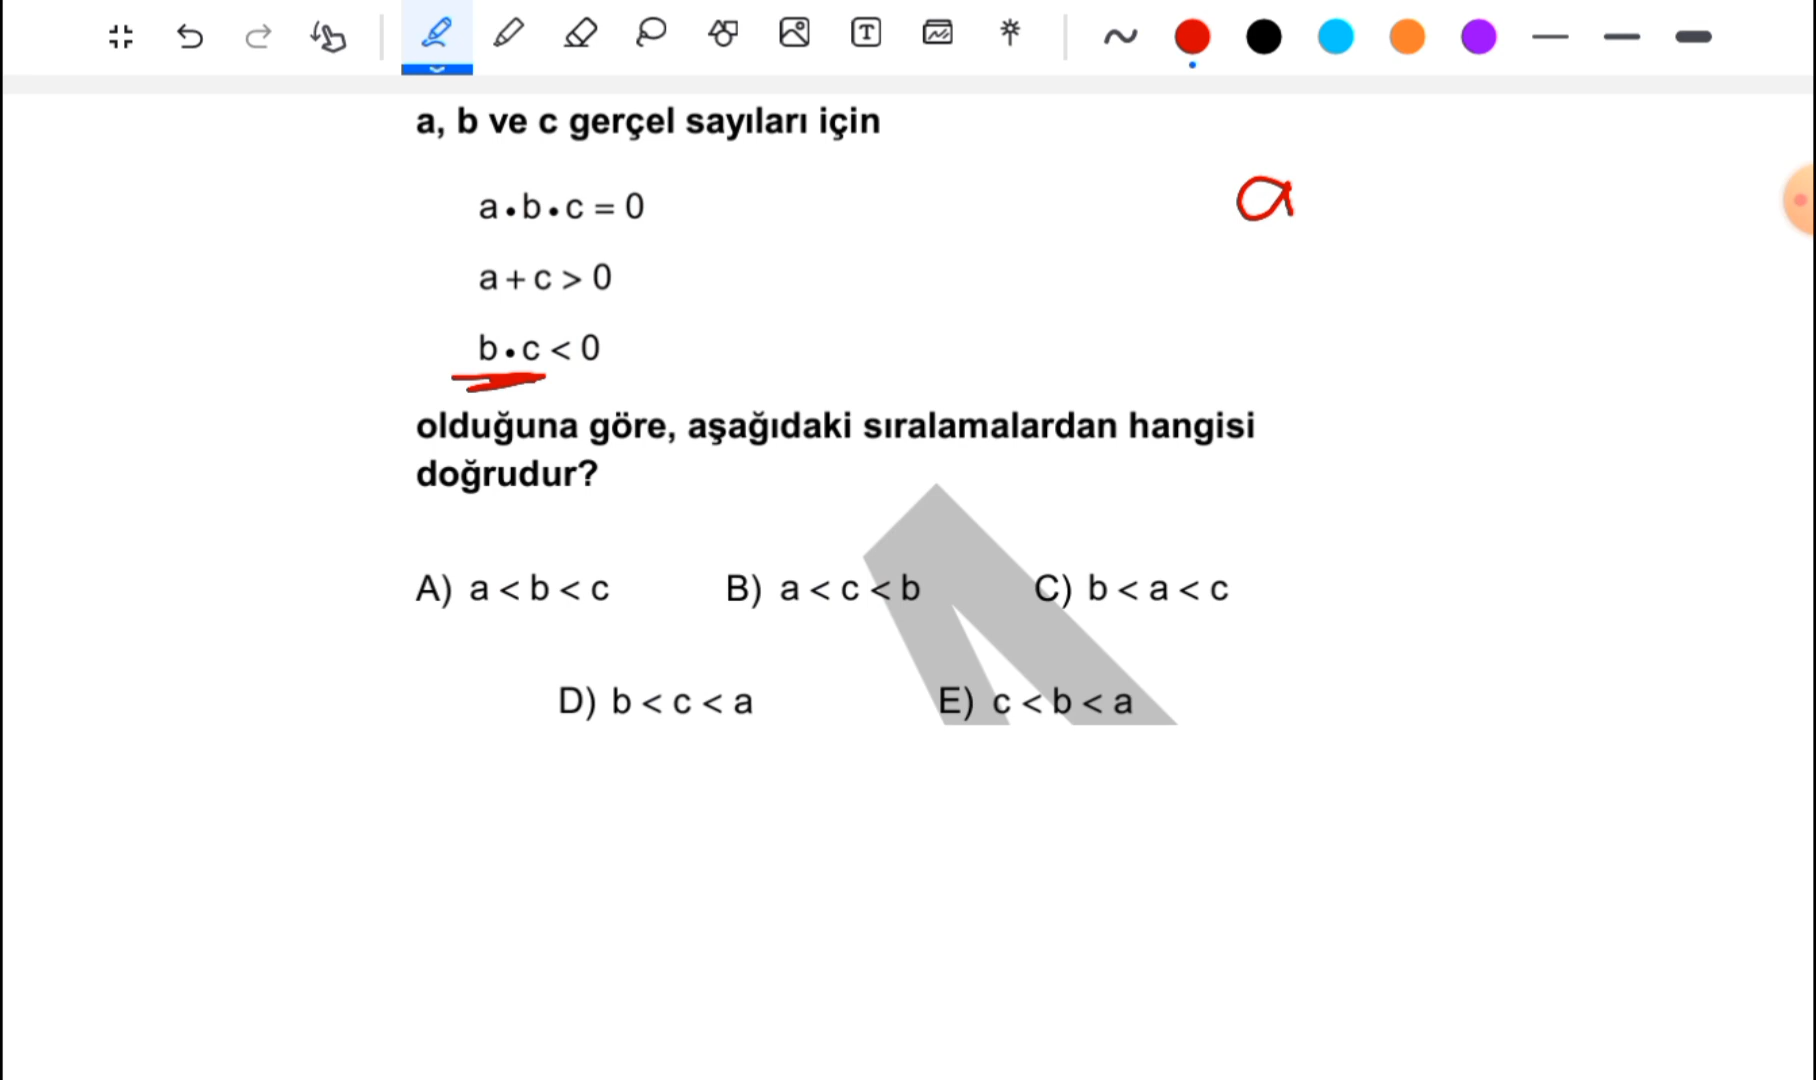 T
a, b ve c gerçel sayıları için
a
a•b•c = 0
a + c > 0
b•c < 0
olduğuna göre, aşağıdaki sıralamalardan hangisi
doğrudur?
A) a < b < c B) a < c < b C) b < a < c
D) b < c < a E) c < b < a